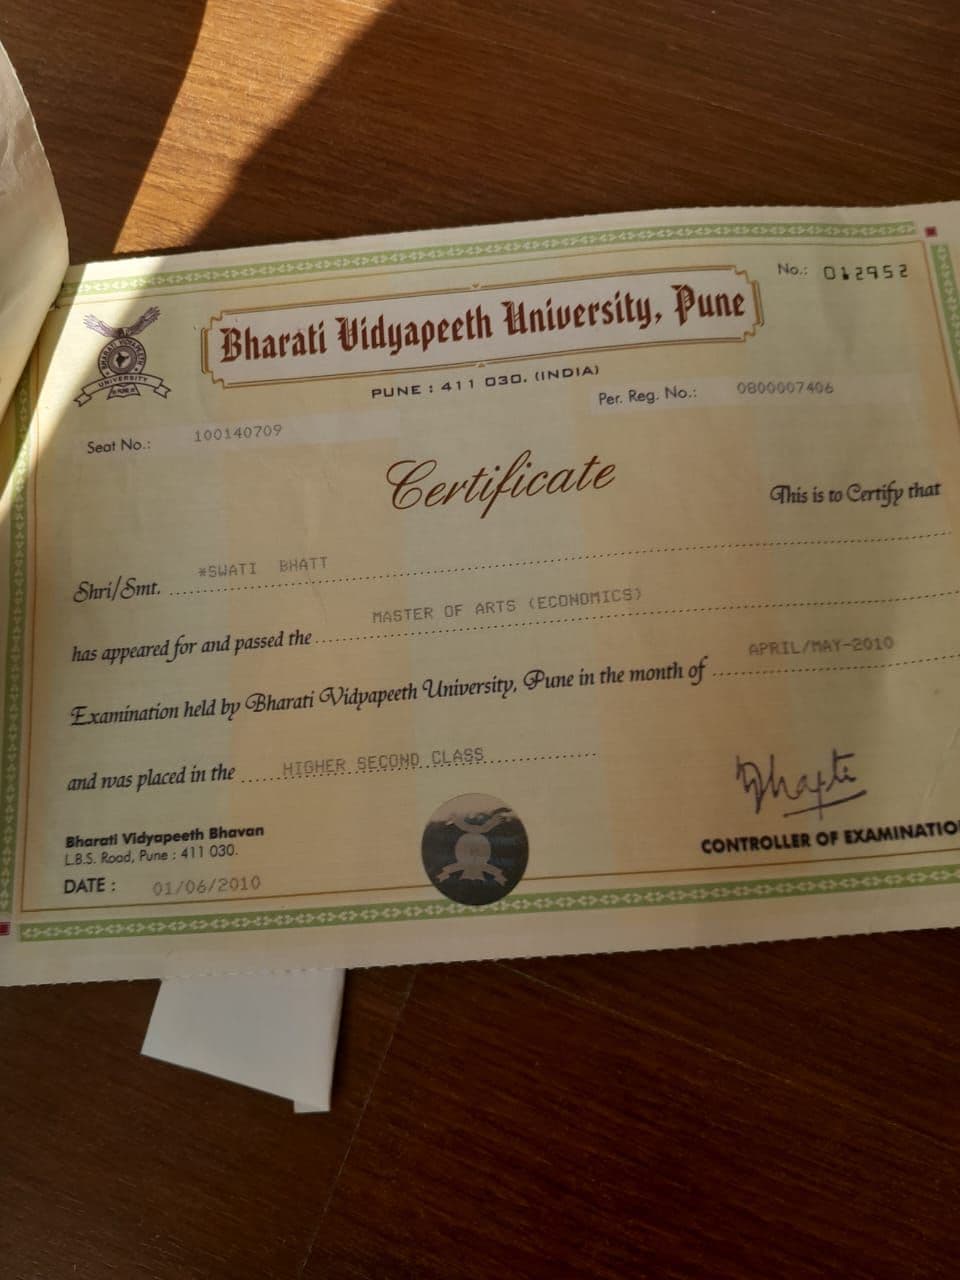 No.: 012952
Bharati Vidyapeeth University, Pune
PUNE : 411 030. (INDIA)
BHARATI VIDYAPEETH
UNIVERSITY
Seat No.: 100140709
Per. Reg. No.: 0800007406
Certificate
This is to Certify that
Shri/Smt. *SWATI BHATT
has appeared for and passed the MASTER OF ARTS (ECONOMICS)
Examination held by Bharati Vidyapeeth University, Pune in the month of APRIL/MAY-2010
and was placed in the HIGHER SECOND CLASS
Bharati Vidyapeeth Bhavan
L.B.S. Road, Pune : 411 030.
DATE : 01/06/2010
CONTROLLER OF EXAMINATIO